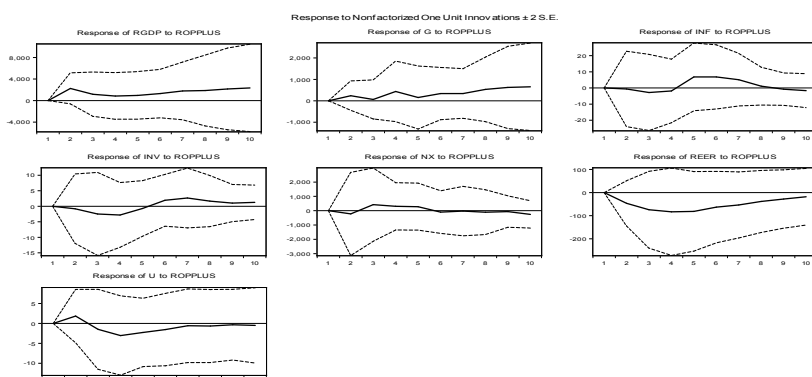 Response to Nonfactorized One Unit Innovations ± 2 S.E.
Response of RGDP to ROPPLUS
8,000
4,000
0
-4,000
1 2 3 4 5 6 7 8 9 10
Response of G to ROPPLUS
2,000
1,000
0
-1,000
1 2 3 4 5 6 7 8 9 10
Response of INF to ROPPLUS
20
10
0
-10
-20
1 2 3 4 5 6 7 8 9 10
Response of INV to ROPPLUS
10
5
0
-5
-10
-15
1 2 3 4 5 6 7 8 9 10
Response of NX to ROPPLUS
2,000
1,000
0
-1,000
-2,000
-3,000
1 2 3 4 5 6 7 8 9 10
Response of REER to ROPPLUS
100
0
-100
-200
1 2 3 4 5 6 7 8 9 10
Response of U to ROPPLUS
5
0
-5
-10